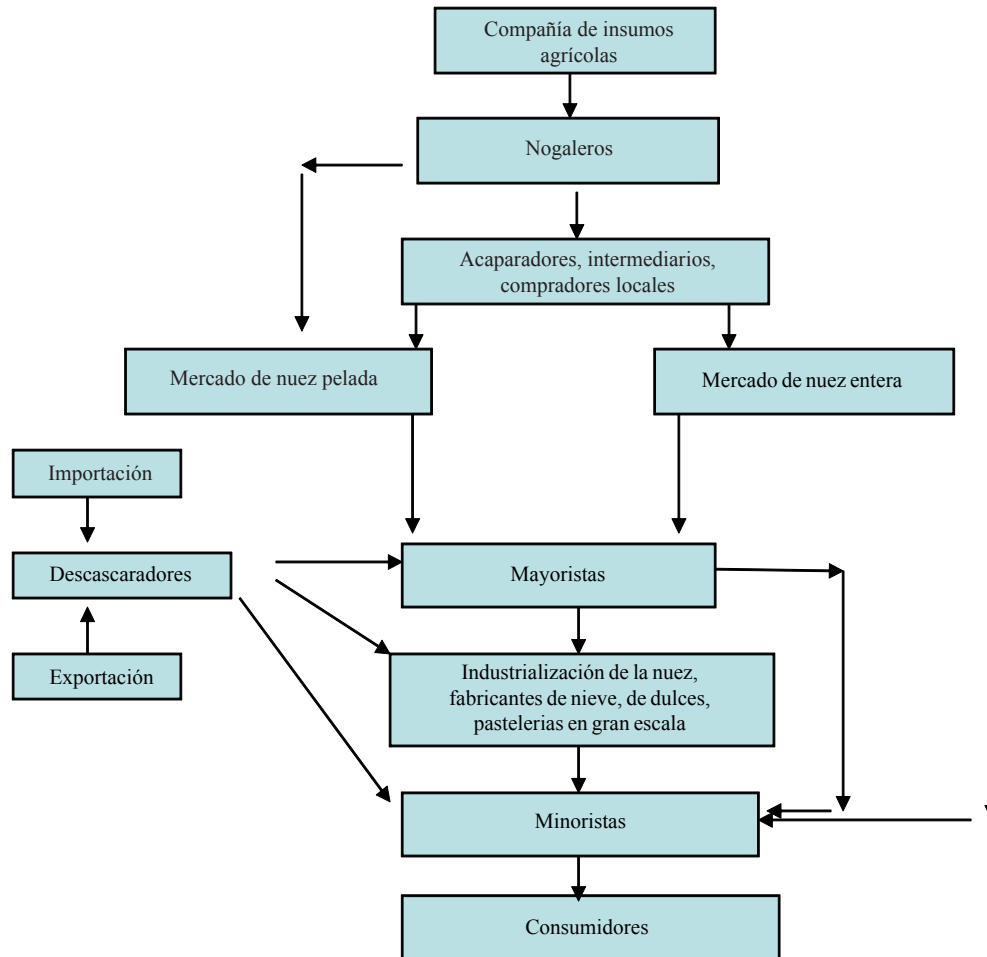 Compañía de insumos
agrícolas
Nogaleros
Acaparadores, intermediarios,
compradores locales
Mercado de nuez pelada
Mercado de nuez entera
Importación
Descascaradores
Mayoristas
Exportación
Industrialización de la nuez,
fabricantes de nieve, de dulces,
pastelerias en gran escala
Minoristas
Consumidores